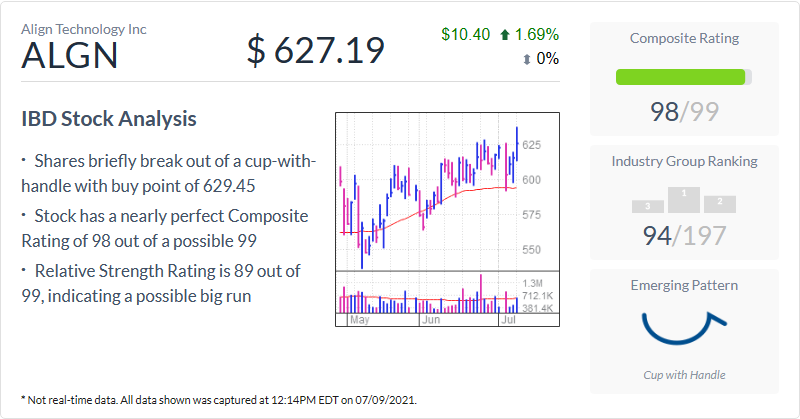 Align Technology Inc
ALGN
$ 627.19
$10.40 1.69%
0%
IBD Stock Analysis
• Shares briefly break out of a cup-with-
handle with buy point of 629.45
• Stock has a nearly perfect Composite
Rating of 98 out of a possible 99
• Relative Strength Rating is 89 out of
99, indicating a possible big run
625
600
575
550
1.3M
712.1K
381.4K
May Jun Jul
Composite Rating
98/99
Industry Group Ranking
3 1 2
94/197
Emerging Pattern
Cup with Handle
* Not real-time data. All data shown was captured at 12:14PM EDT on 07/09/2021.